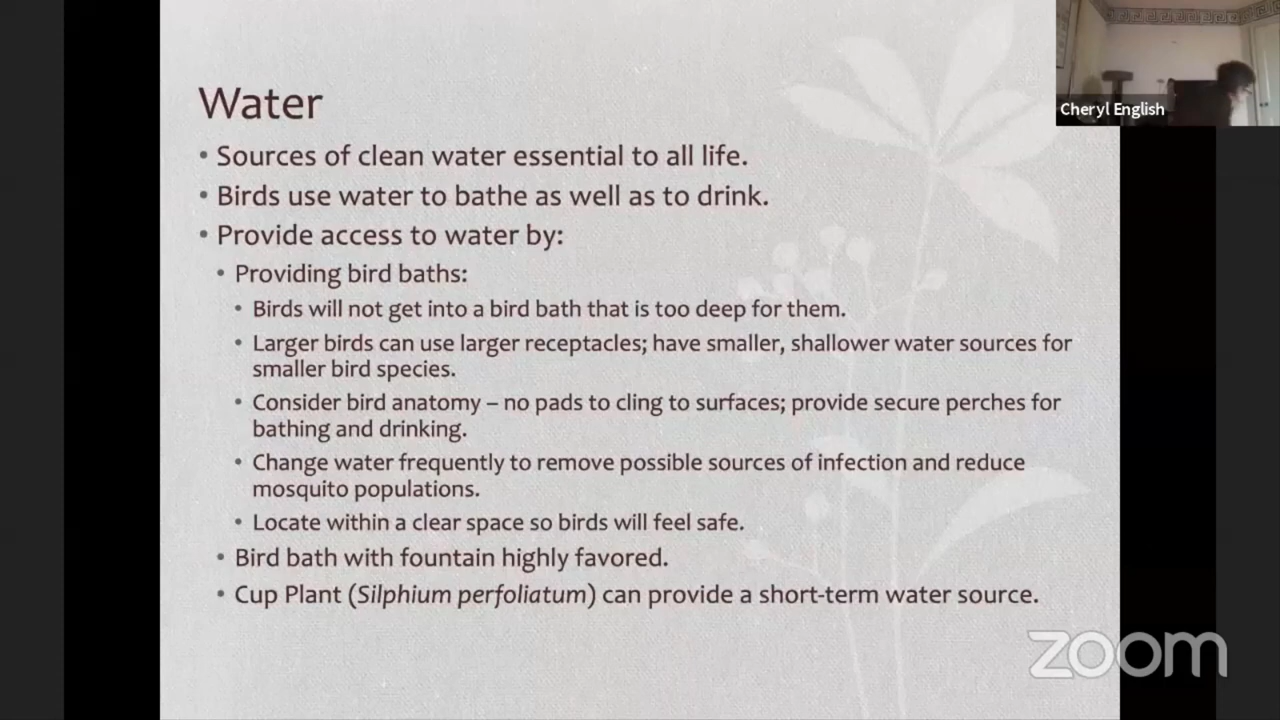 Water
• Sources of clean water essential to all life.
• Birds use water to bathe as well as to drink.
• Provide access to water by:
• Providing bird baths:
• Birds will not get into a bird bath that is too deep for them.
• Larger birds can use larger receptacles; have smaller, shallower water sources for
smaller bird species.
• Consider bird anatomy – no pads to cling to surfaces; provide secure perches for
bathing and drinking.
• Change water frequently to remove possible sources of infection and reduce
mosquito populations.
• Locate within a clear space so birds will feel safe.
• Bird bath with fountain highly favored.
• Cup Plant (Silphium perfoliatum) can provide a short-term water source.
Cheryl English
zoom